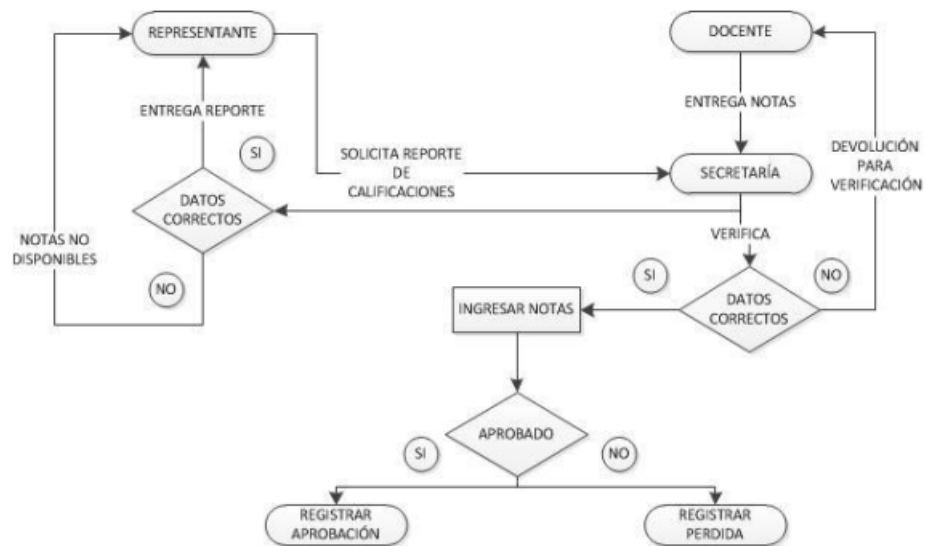 REPRESENTANTE
DOCENTE
ENTREGA REPORTE
ENTREGA NOTAS
SI
SOLICITA REPORTE
DE
CALIFICACIONES
SECRETARÍA
DEVOLUCIÓN
PARA
VERIFICACIÓN
DATOS
CORRECTOS
NOTAS NO
DISPONIBLES
NO
VERIFICA
SI
NO
DATOS
CORRECTOS
INGRESAR NOTAS
APROBADO
SI
NO
REGISTRAR
APROBACIÓN
REGISTRAR
PERDIDA